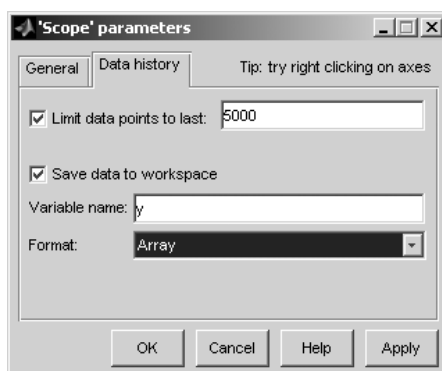 'Scope' parameters
General Data history Tip: try right clicking on axes
Limit data points to last: 5000
Save data to workspace
Variable name: y
Format: Array
OK Cancel Help Apply